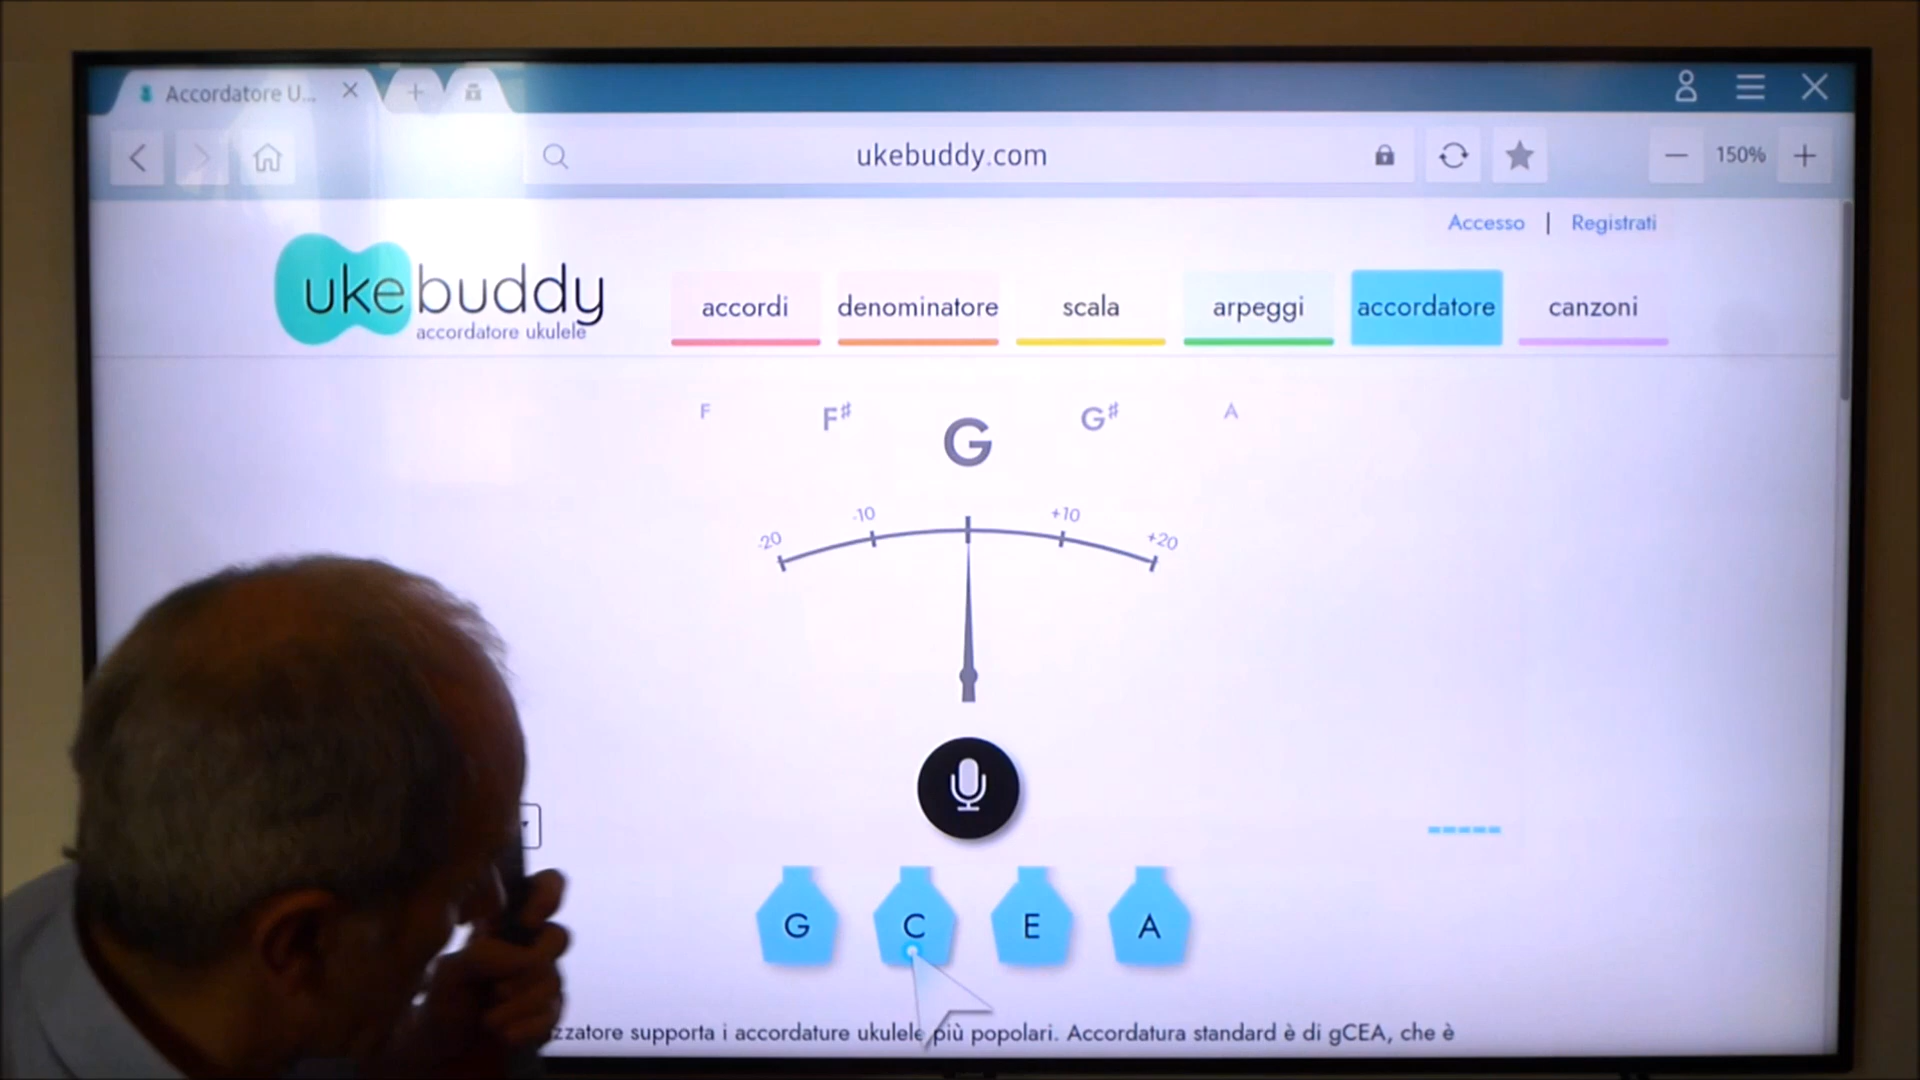 Accordatore U...
ukebuddy.com
150%
Accesso | Registrati
ukebuddy
accordatore ukulele
accordi denominatore scala arpeggi accordatore canzoni
F F♯ G G♯ A
-20 -10 +10 +20
G C E A
supporta i accordature ukulele più popolari. Accordatura standard è di gCEA, che è